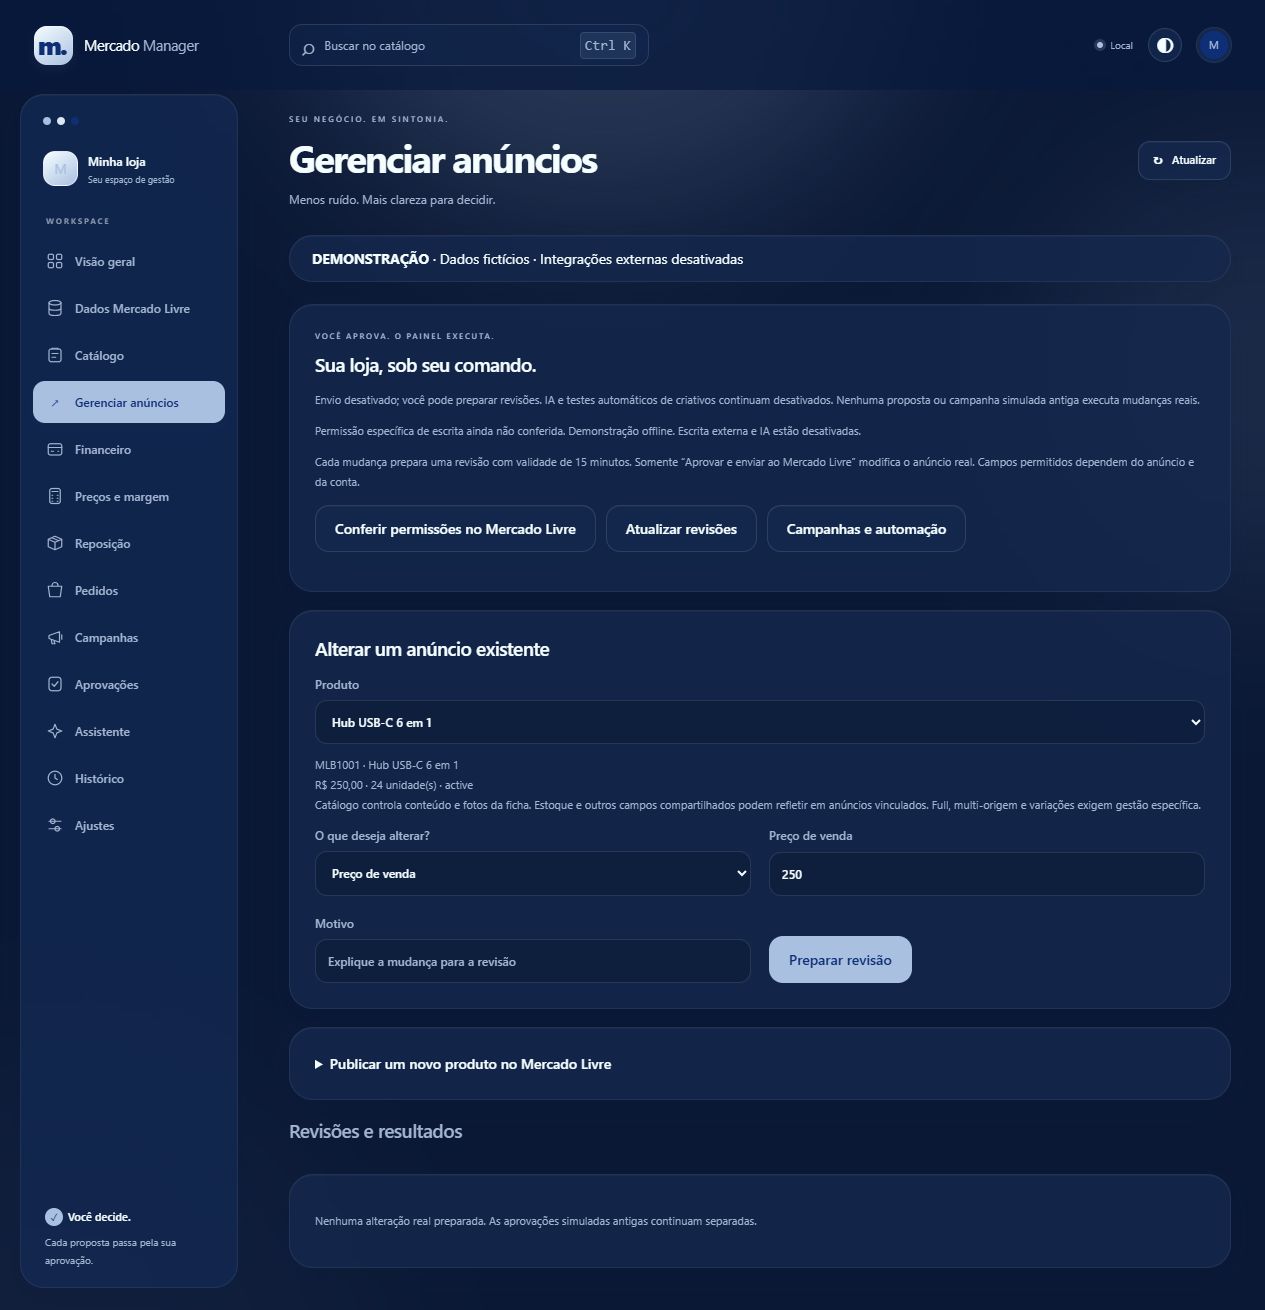 m.
Mercado Manager
Buscar no catálogo
Ctrl K
Local
M
Minha loja
M
Seu espaço de gestão
WORKSPACE
Visão geral
Dados Mercado Livre
Catálogo
Gerenciar anúncios
Financeiro
Preços e margem
Reposição
Pedidos
Campanhas
Aprovações
Assistente
Histórico
Ajustes
Você decide.
Cada proposta passa pela sua
aprovação.
SEU NEGÓCIO. EM SINTONIA.
Gerenciar anúncios
Atualizar
Menos ruído. Mais clareza para decidir.
DEMONSTRAÇÃO · Dados fictícios · Integrações externas desativadas
VOCÊ APROVA. O PAINEL EXECUTA.
Sua loja, sob seu comando.
Envio desativado; você pode preparar revisões. IA e testes automáticos de criativos continuam desativados. Nenhuma proposta ou campanha simulada antiga executa mudanças reais.
Permissão específica de escrita ainda não conferida. Demonstração offline. Escrita externa e IA estão desativadas.
Cada mudança prepara uma revisão com validade de 15 minutos. Somente “Aprovar e enviar ao Mercado Livre” modifica o anúncio real. Campos permitidos dependem do anúncio e
da conta.
Conferir permissões no Mercado Livre
Atualizar revisões
Campanhas e automação
Alterar um anúncio existente
Produto
Hub USB-C 6 em 1
MLB1001 · Hub USB-C 6 em 1
R$ 250,00 · 24 unidade(s) · active
Catálogo controla conteúdo e fotos da ficha. Estoque e outros campos compartilhados podem refletir em anúncios vinculados. Full, multi-origem e variações exigem gestão específica.
O que deseja alterar?
Preço de venda
Preço de venda
250
Motivo
Explique a mudança para a revisão
Preparar revisão
Publicar um novo produto no Mercado Livre
Revisões e resultados
Nenhuma alteração real preparada. As aprovações simuladas antigas continuam separadas.